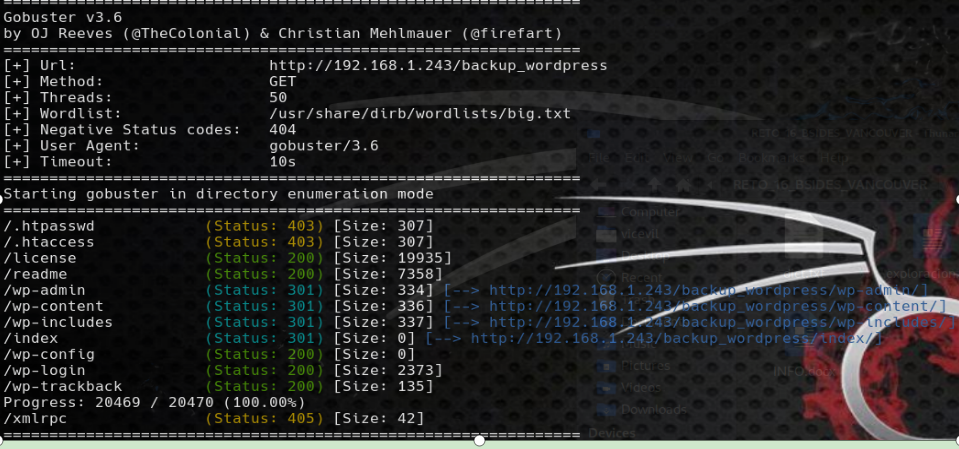 ===============================================================
Gobuster v3.6
by OJ Reeves (@TheColonial) & Christian Mehlmauer (@firefart)
===============================================================
[+] Url:                     http://192.168.1.243/backup_wordpress
[+] Method:                  GET
[+] Threads:                 50
[+] Wordlist:                /usr/share/dirb/wordlists/big.txt
[+] Negative Status codes:   404
[+] User Agent:              gobuster/3.6
[+] Timeout:                 10s
===============================================================
Starting gobuster in directory enumeration mode
===============================================================
/.htpasswd            (Status: 403) [Size: 307]
/.htaccess            (Status: 403) [Size: 307]
/license              (Status: 200) [Size: 19935]
/readme               (Status: 200) [Size: 7358]
/wp-admin             (Status: 301) [Size: 334] [--> http://192.168.1.243/backup_wordpress/wp-admin/]
/wp-content           (Status: 301) [Size: 336] [--> http://192.168.1.243/backup_wordpress/wp-content/]
/wp-includes          (Status: 301) [Size: 337] [--> http://192.168.1.243/backup_wordpress/wp-includes/]
/index                (Status: 301) [Size: 0] [--> http://192.168.1.243/backup_wordpress/index/]
/wp-config            (Status: 200) [Size: 0]
/wp-login             (Status: 200) [Size: 2373]
/wp-trackback         (Status: 200) [Size: 135]
Progress: 20469 / 20470 (100.00%)
/xmlrpc               (Status: 405) [Size: 42]
===============================================================
Computer
Recent
Pictures
Videos
Downloads
Devices